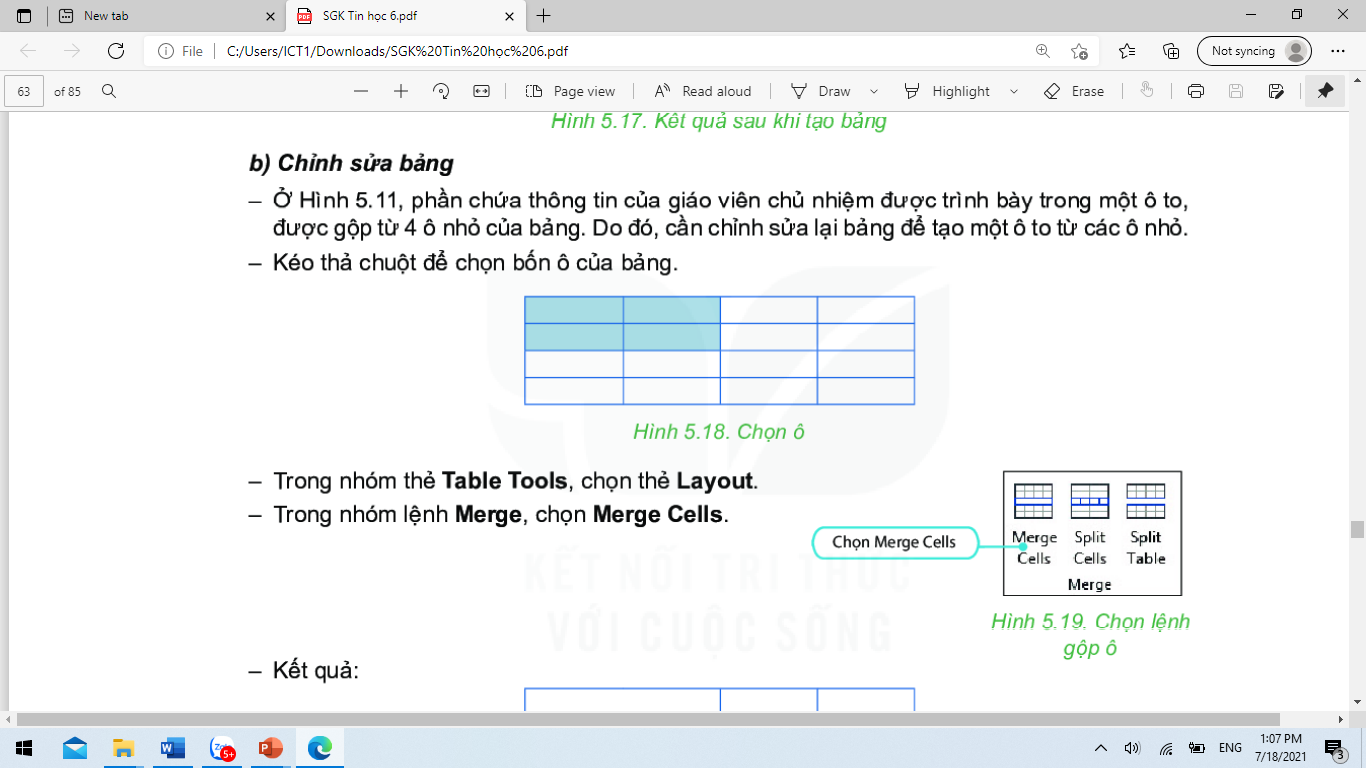 New tab
SGK Tin học 6.pdf
File
C:/Users/ICT1/Downloads/SGK%20Tin%20học%206.pdf
Not syncing
63 of 85
Page view
Read aloud
Draw
Highlight
Erase
Hình 5.17. Kết quả sau khi tạo bảng
b) Chỉnh sửa bảng
– Ở Hình 5.11, phần chứa thông tin của giáo viên chủ nhiệm được trình bày trong một ô to,
được gộp từ 4 ô nhỏ của bảng. Do đó, cần chỉnh sửa lại bảng để tạo một ô to từ các ô nhỏ.
– Kéo thả chuột để chọn bốn ô của bảng.
Hình 5.18. Chọn ô
– Trong nhóm thẻ Table Tools, chọn thẻ Layout.
– Trong nhóm lệnh Merge, chọn Merge Cells.
Chọn Merge Cells
Merge Cells
Split Cells
Split Table
Merge
Hình 5.19. Chọn lệnh
gộp ô
KẾT NỐI TRI THỨC
VỚI CUỘC SỐNG
– Kết quả:
5+
ENG
1:07 PM
7/18/2021
3